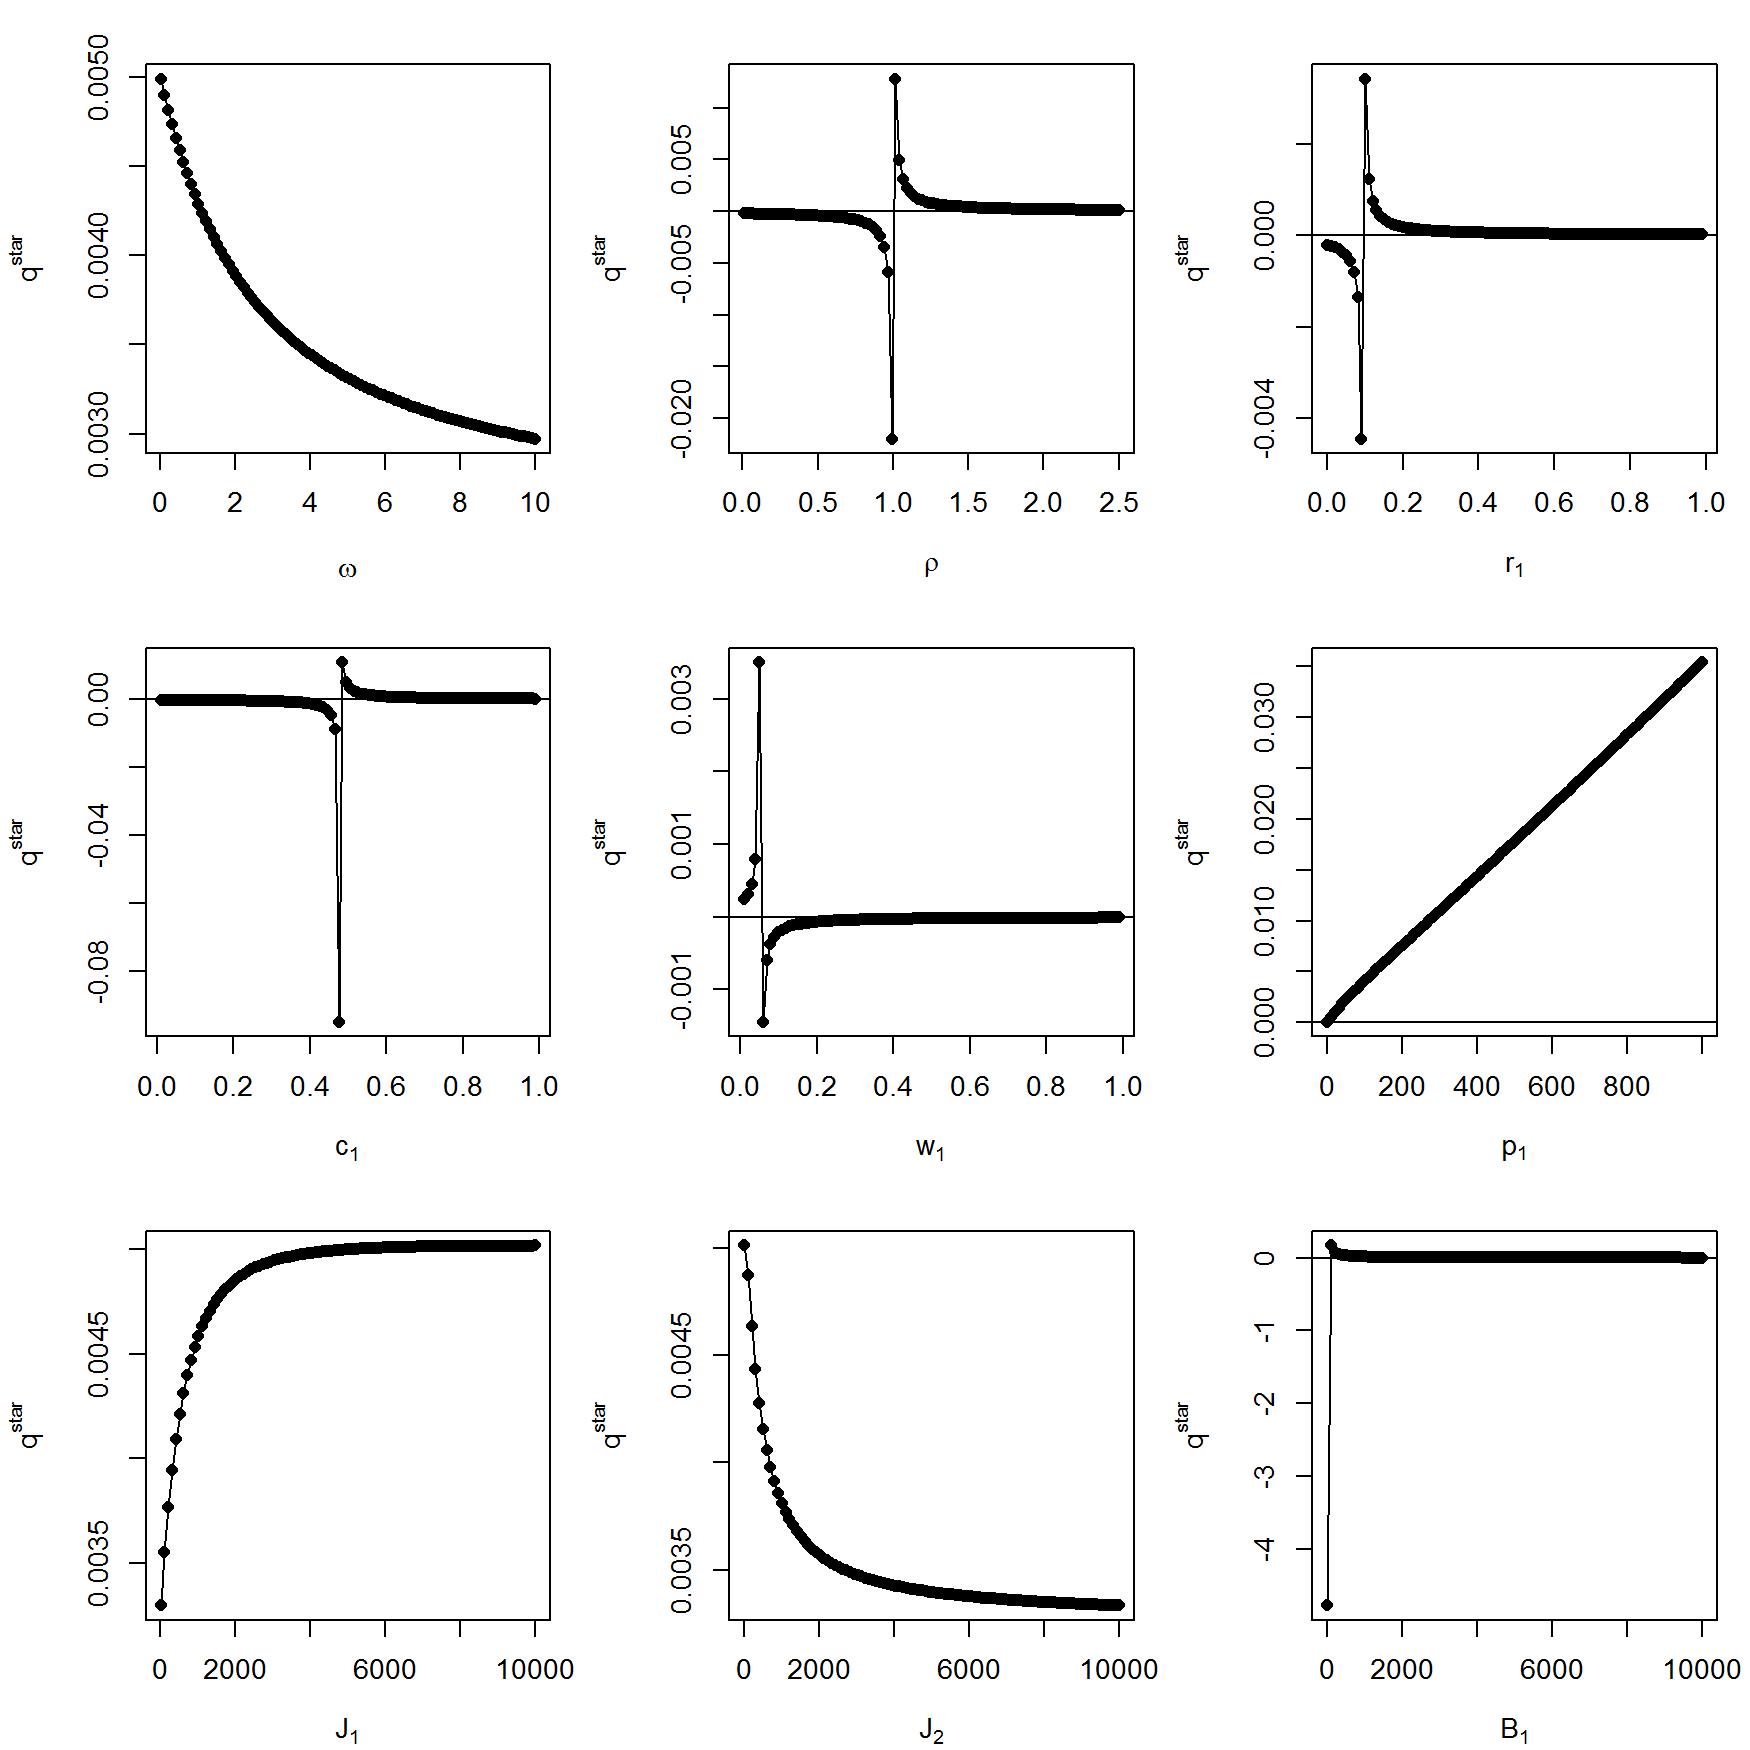 0.0030 0.0040 0.0050
q^star
0 2 4 6 8 10
ω
-0.020 -0.005 0.005
q^star
0.0 0.5 1.0 1.5 2.0 2.5
ρ
-0.004 0.000
q^star
0.0 0.2 0.4 0.6 0.8 1.0
r₁
-0.08 -0.04 0.00
q^star
0.0 0.2 0.4 0.6 0.8 1.0
c₁
-0.001 0.001 0.003
q^star
0.0 0.2 0.4 0.6 0.8 1.0
w₁
0.000 0.010 0.020 0.030
q^star
0 200 400 600 800
p₁
0.0035 0.0045
q^star
0 2000 6000 10000
J₁
0.0035 0.0045
q^star
0 2000 6000 10000
J₂
-4 -3 -2 -1 0
q^star
0 2000 6000 10000
B₁